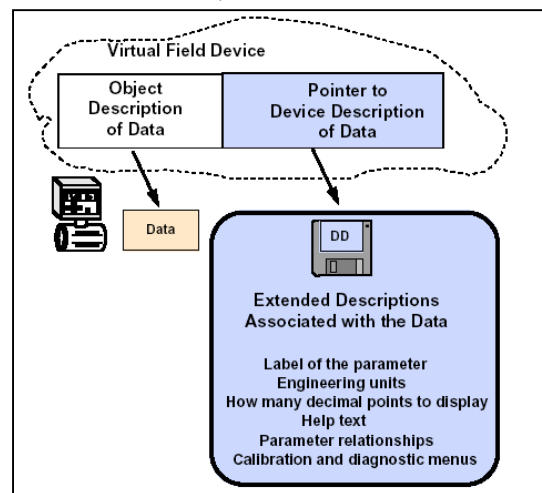 Virtual Field Device
Object
Description
of Data
Pointer to
Device Description
of Data
Data
DD
Extended Descriptions
Associated with the Data
Label of the parameter
Engineering units
How many decimal points to display
Help text
Parameter relationships
Calibration and diagnostic menus